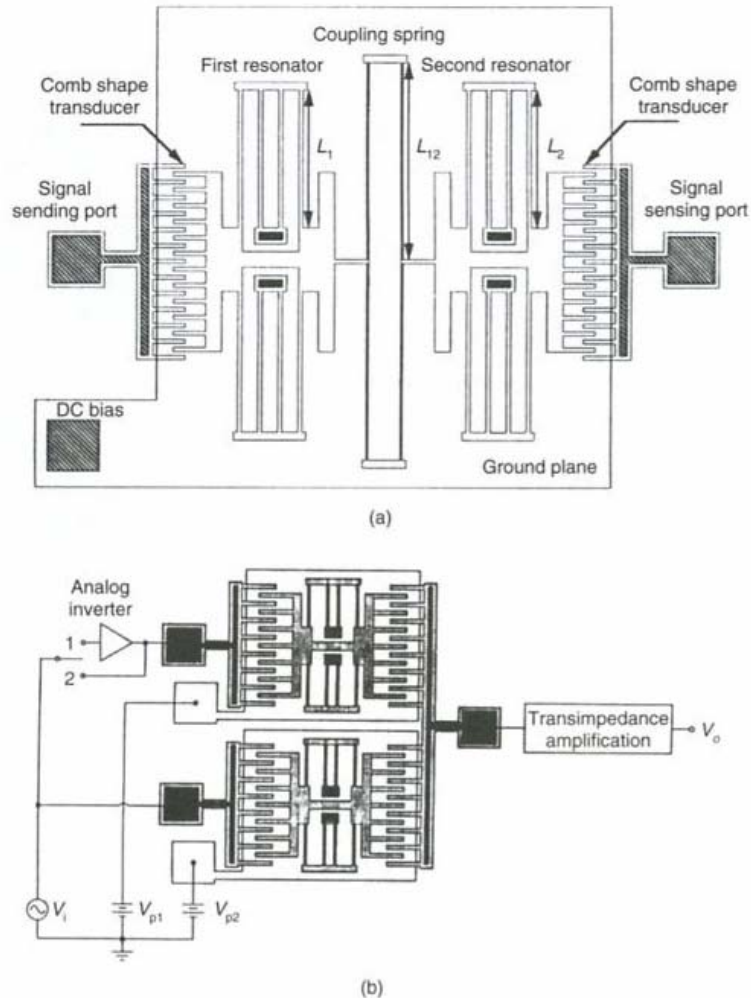 Coupling spring
First resonator
Second resonator
Comb shape
transducer
Comb shape
transducer
L1
L12
L2
Signal
sending port
Signal
sensing port
DC bias
Ground plane
(a)
Analog
inverter
1
2
Transimpedance
amplification
Vo
Vi
Vp1
Vp2
(b)